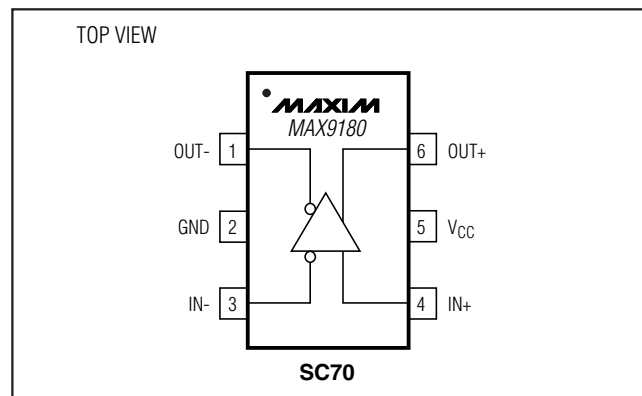 TOP VIEW
MAXIM
MAX9180
OUT- 1
6 OUT+
GND 2
5 VCC
IN- 3
4 IN+
SC70